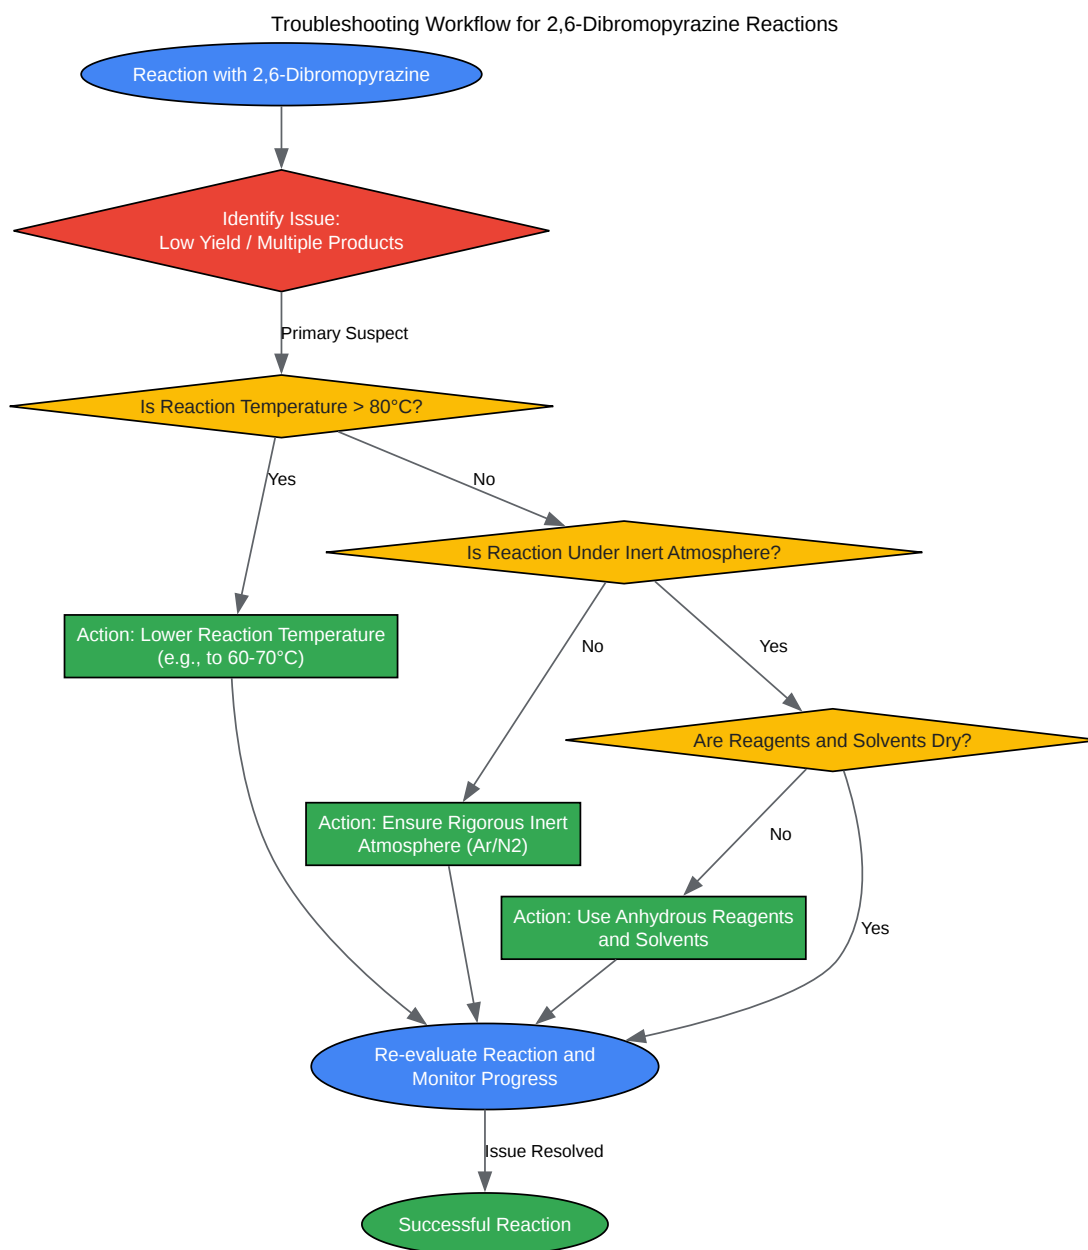 Troubleshooting Workflow for 2,6-Dibromopyrazine Reactions
Reaction with 2,6-Dibromopyrazine
Identify Issue:
Low Yield / Multiple Products
Primary Suspect
Is Reaction Temperature > 80°C?
Yes
No
Is Reaction Under Inert Atmosphere?
Action: Lower Reaction Temperature
(e.g., to 60-70°C)
No
Yes
Are Reagents and Solvents Dry?
Action: Ensure Rigorous Inert
Atmosphere (Ar/N2)
No
Action: Use Anhydrous Reagents
and Solvents
Yes
Re-evaluate Reaction and
Monitor Progress
Issue Resolved
Successful Reaction